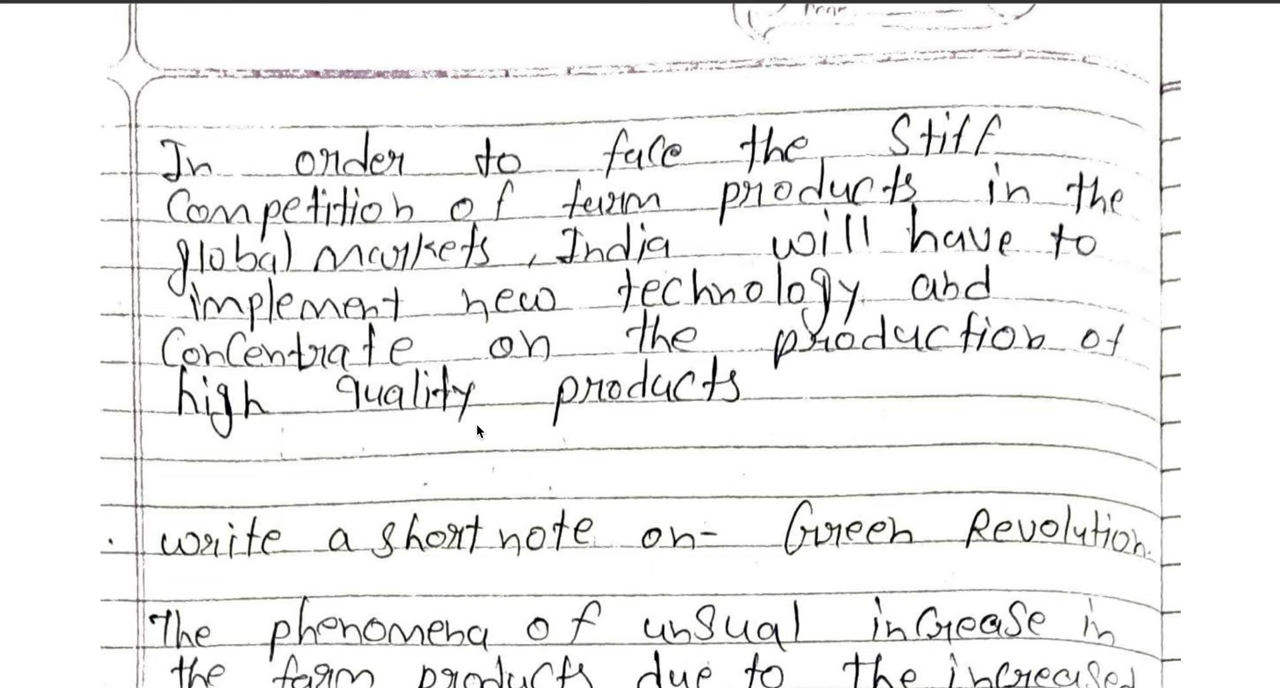 In order to face the stiff
Competition of farm products in the
global markets, India will have to
implement new technology and
Concentrate on the production of
high quality products
write a short note on- Green Revolution.
The phenomena of unsual increase in
the farm products due to the increased